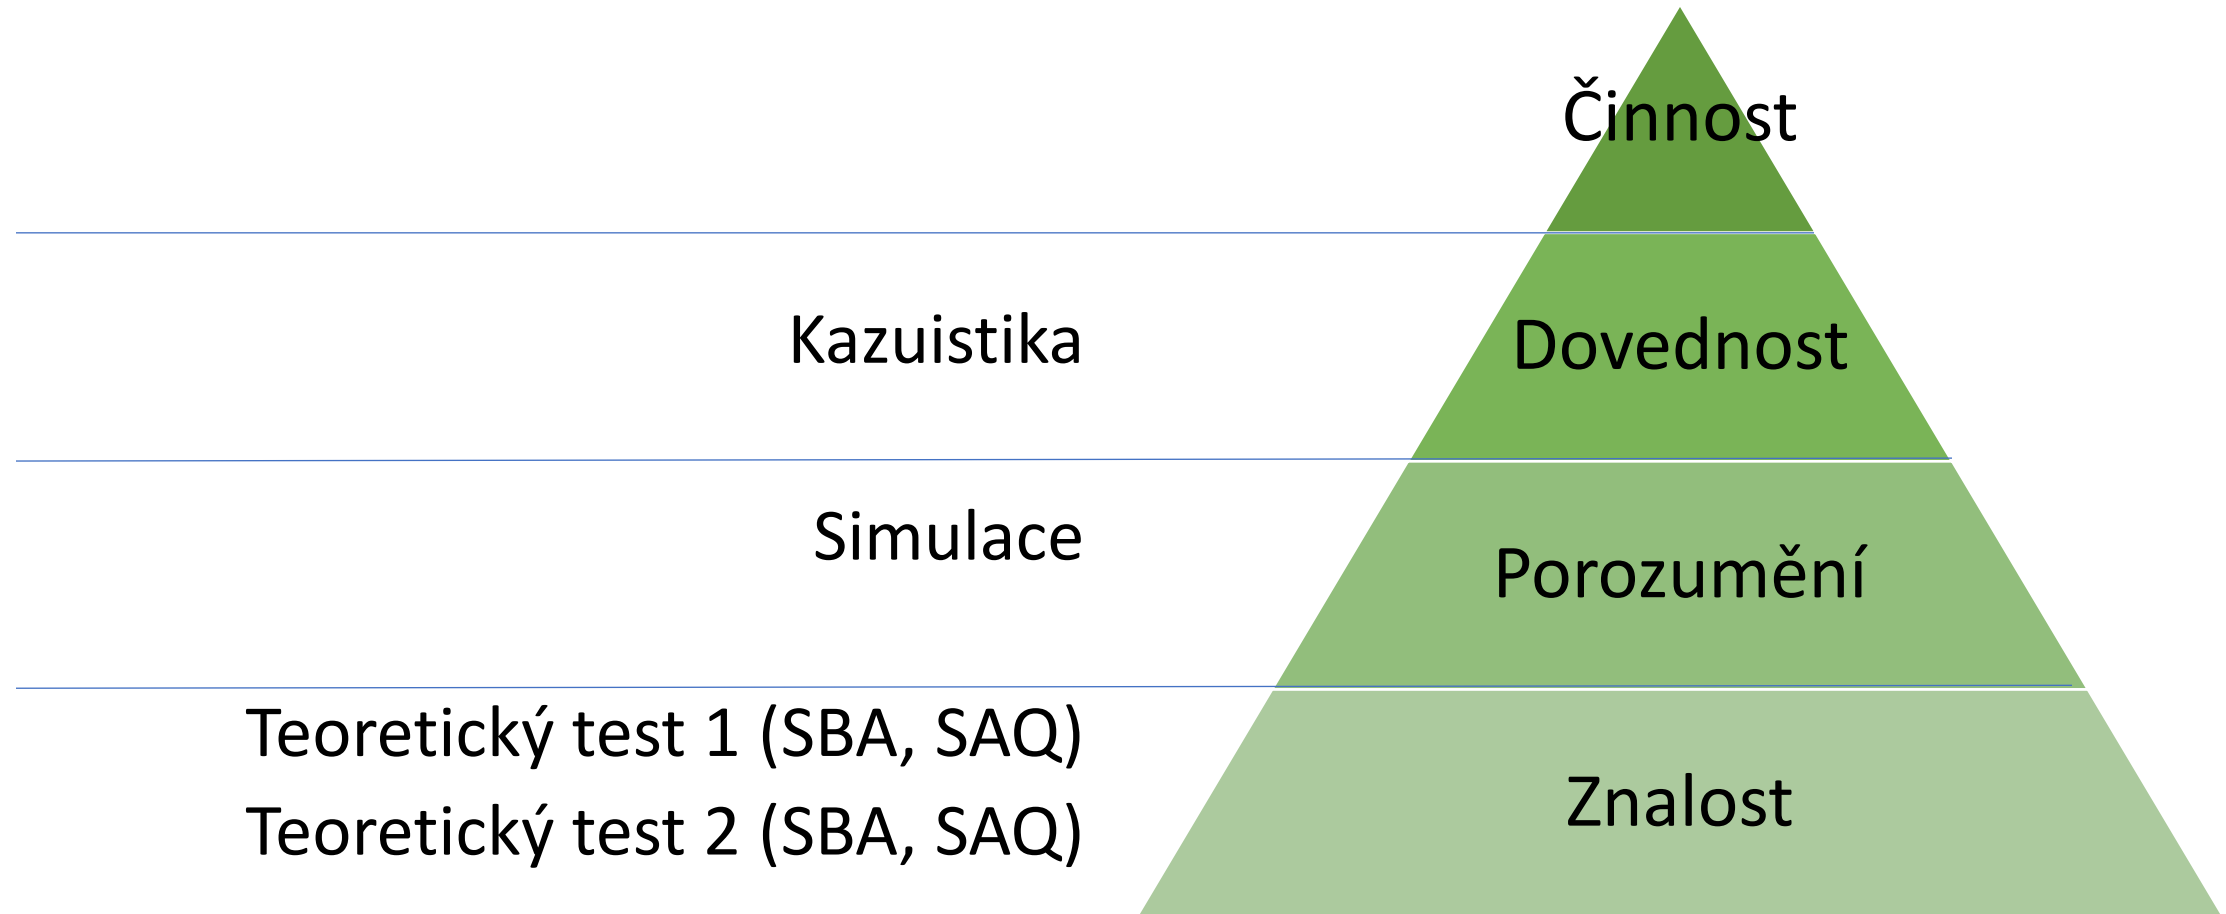 Činnost
Kazuistika
Dovednost
Simulace
Porozumění
Teoretický test 1 (SBA, SAQ)
Teoretický test 2 (SBA, SAQ)
Znalost